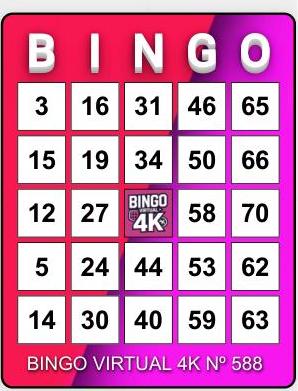 B I N G O
3 16 31 46 65
15 19 34 50 66
12 27 BINGO VIRTUAL 4K 58 70
5 24 44 53 62
14 30 40 59 63
BINGO VIRTUAL 4K Nº 588